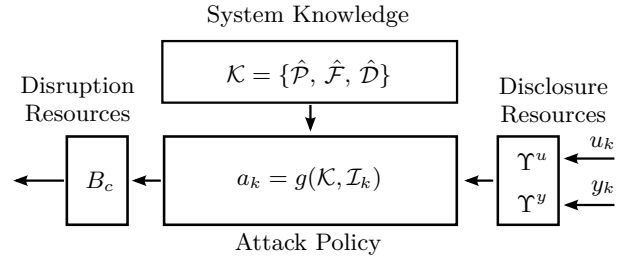 System Knowledge
𝒦 = {𝒫̂, ℱ̂, 𝒟̂}
Disruption
Resources
B_c
a_k = g(𝒦, ℐ_k)
Attack Policy
Disclosure
Resources
Υ^u
Υ^y
u_k
y_k